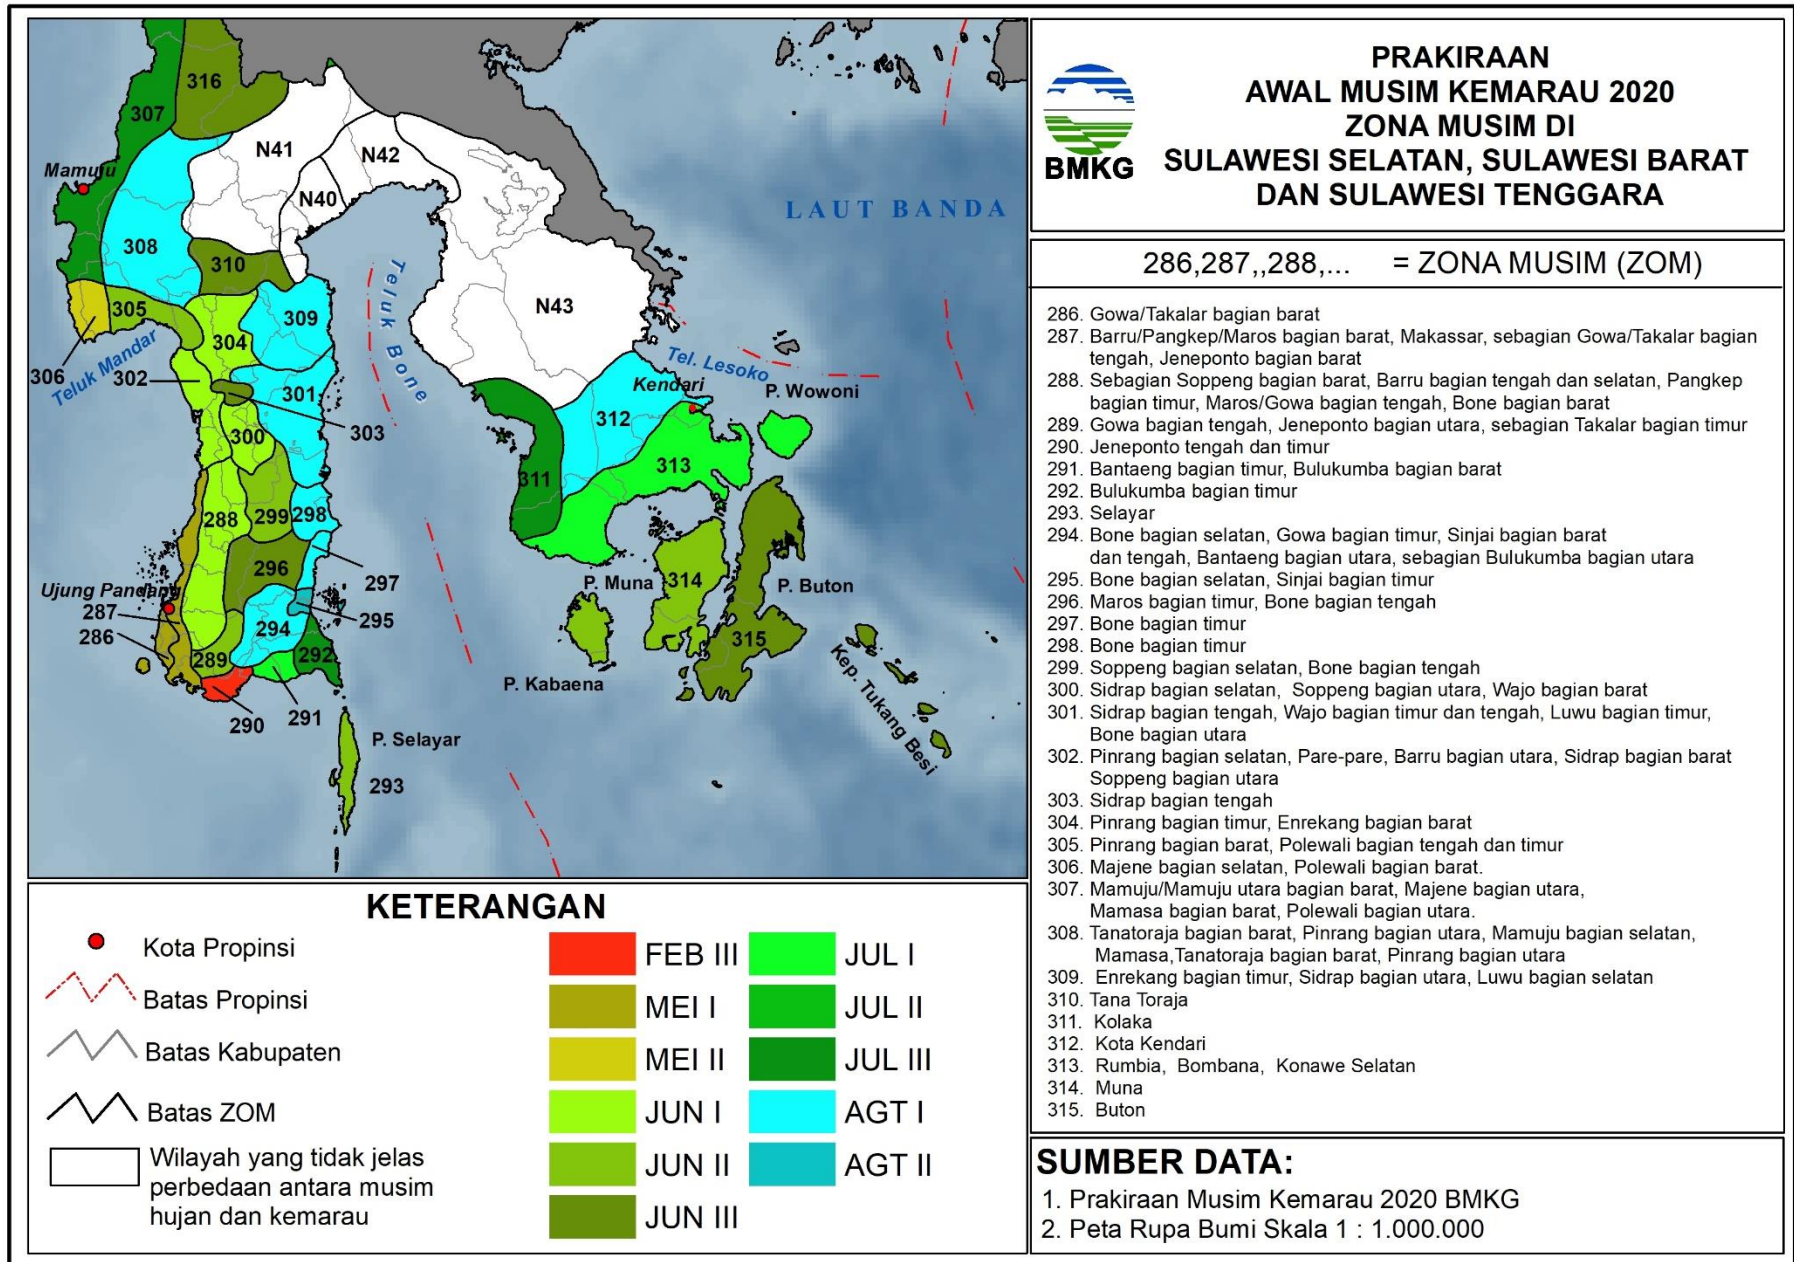 316
307
N41
N42
Mamuju
N40
308
310
LAUT BANDA
Teluk Bone
305
309
N43
304
306
302
Teluk Mandar
301
Tel. Lesoko
Kendari
P. Wowoni
312
300
303
313
311
288
299
298
296
297
P. Muna
314
P. Buton
Ujung Pandang
287
286
294
295
289
292
315
290
291
P. Kabaena
Kep. Tukang Besi
P. Selayar
293
BMKG
PRAKIRAAN
AWAL MUSIM KEMARAU 2020
ZONA MUSIM DI
SULAWESI SELATAN, SULAWESI BARAT
DAN SULAWESI TENGGARA
286,287,,288,... = ZONA MUSIM (ZOM)
286. Gowa/Takalar bagian barat
287. Barru/Pangkep/Maros bagian barat, Makassar, sebagian Gowa/Takalar bagian
tengah, Jeneponto bagian barat
288. Sebagian Soppeng bagian barat, Barru bagian tengah dan selatan, Pangkep
bagian timur, Maros/Gowa bagian tengah, Bone bagian barat
289. Gowa bagian tengah, Jeneponto bagian utara, sebagian Takalar bagian timur
290. Jeneponto tengah dan timur
291. Bantaeng bagian timur, Bulukumba bagian barat
292. Bulukumba bagian timur
293. Selayar
294. Bone bagian selatan, Gowa bagian timur, Sinjai bagian barat
dan tengah, Bantaeng bagian utara, sebagian Bulukumba bagian utara
295. Bone bagian selatan, Sinjai bagian timur
296. Maros bagian timur, Bone bagian tengah
297. Bone bagian timur
298. Bone bagian timur
299. Soppeng bagian selatan, Bone bagian tengah
300. Sidrap bagian selatan, Soppeng bagian utara, Wajo bagian barat
301. Sidrap bagian tengah, Wajo bagian timur dan tengah, Luwu bagian timur,
Bone bagian utara
302. Pinrang bagian selatan, Pare-pare, Barru bagian utara, Sidrap bagian barat
Soppeng bagian utara
303. Sidrap bagian tengah
304. Pinrang bagian timur, Enrekang bagian barat
305. Pinrang bagian barat, Polewali bagian tengah dan timur
306. Majene bagian selatan, Polewali bagian barat.
307. Mamuju/Mamuju utara bagian barat, Majene bagian utara,
Mamasa bagian barat, Polewali bagian utara.
308. Tanatoraja bagian barat, Pinrang bagian utara, Mamuju bagian selatan,
Mamasa,Tanatoraja bagian barat, Pinrang bagian utara
309. Enrekang bagian timur, Sidrap bagian utara, Luwu bagian selatan
310. Tana Toraja
311. Kolaka
312. Kota Kendari
313. Rumbia, Bombana, Konawe Selatan
314. Muna
315. Buton
KETERANGAN
Kota Propinsi
Batas Propinsi
Batas Kabupaten
Batas ZOM
Wilayah yang tidak jelas
perbedaan antara musim
hujan dan kemarau
FEB III
MEI I
MEI II
JUN I
JUN II
JUN III
JUL I
JUL II
JUL III
AGT I
AGT II
SUMBER DATA:
1. Prakiraan Musim Kemarau 2020 BMKG
2. Peta Rupa Bumi Skala 1 : 1.000.000